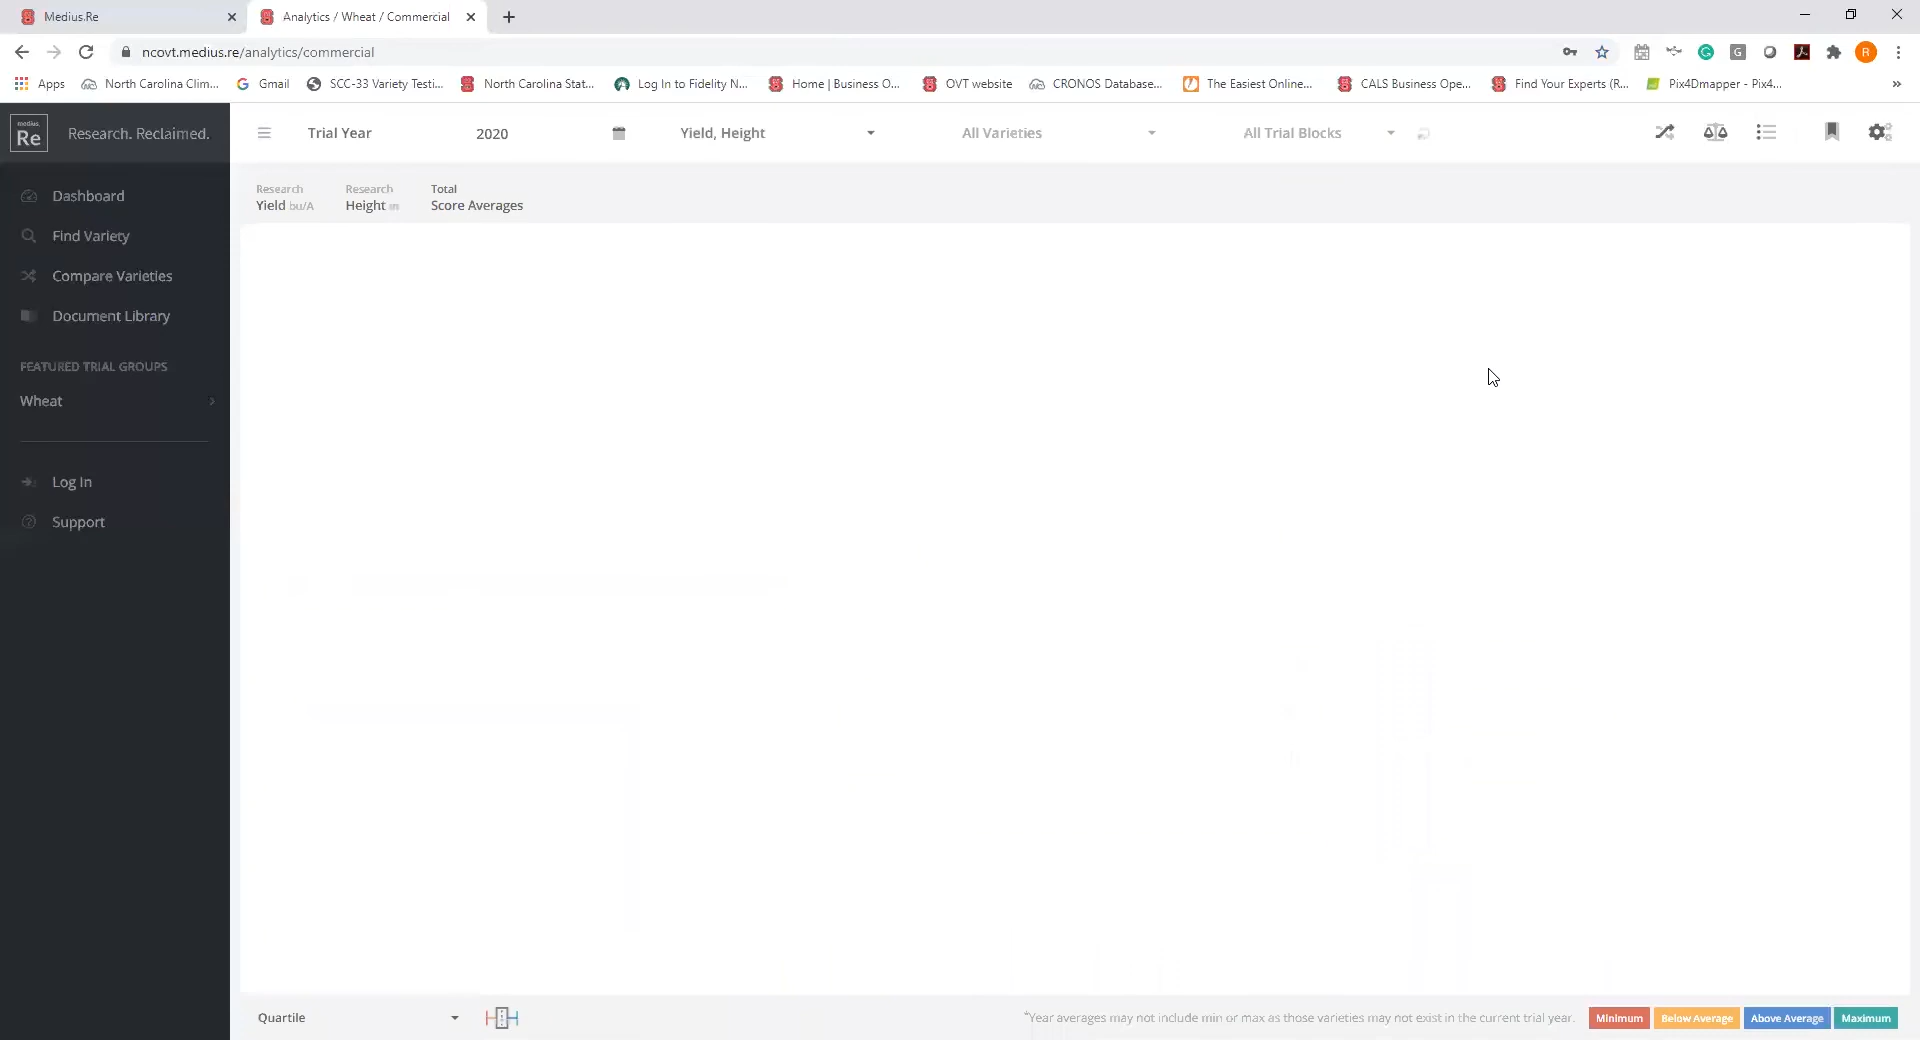 Medius.Re
Analytics / Wheat / Commercial
ncovt.medius.re/analytics/commercial
Apps
North Carolina Clim...
Gmail
SCC-33 Variety Testi...
North Carolina Stat...
Log In to Fidelity N...
Home | Business O...
OVT website
CRONOS Database...
The Easiest Online...
CALS Business Ope...
Find Your Experts (R...
Pix4Dmapper - Pix4...
»
medius.
Re
Research. Reclaimed.
Trial Year
2020
Yield, Height
All Varieties
All Trial Blocks
Dashboard
Find Variety
Compare Varieties
Document Library
FEATURED TRIAL GROUPS
Wheat
Log In
Support
Research
Yield bu/A
Research
Height
Total
Score Averages
Quartile
*Year averages may not include min or max as those varieties may not exist in the current trial year.
Minimum
Below Average
Above Average
Maximum